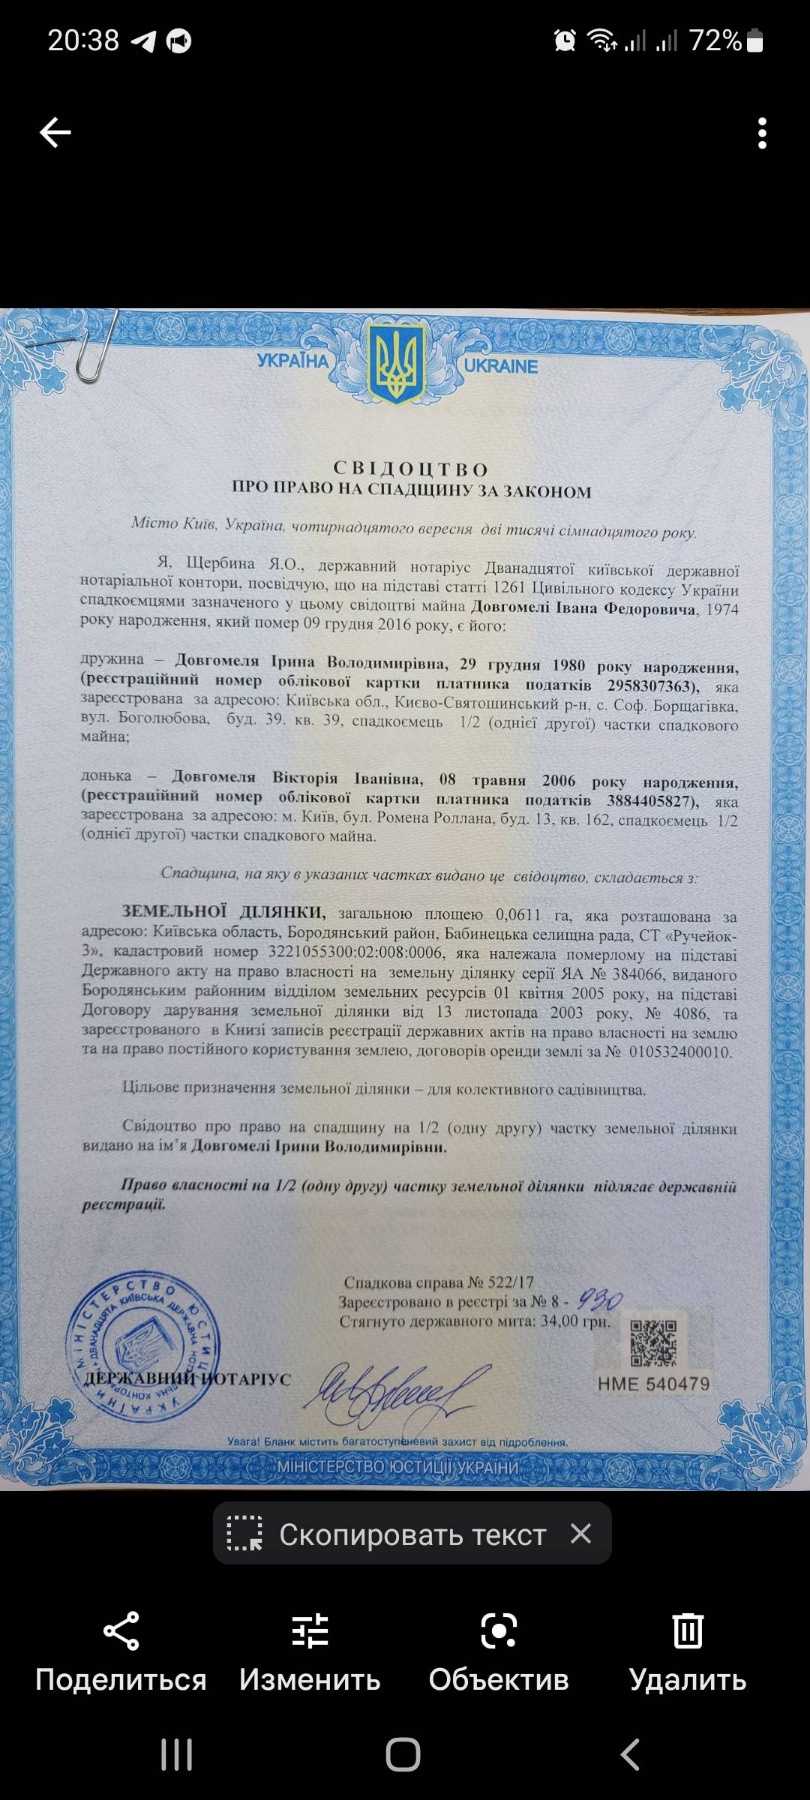 20:38
72%
УКРАЇНА
UKRAINE
СВІДОЦТВО
ПРО ПРАВО НА СПАДЩИНУ ЗА ЗАКОНОМ
Місто Київ, Україна, чотирнадцятого вересня дві тисячі сімнадцятого року.
Я, Щербина Я.О., державний нотаріус Дванадцятої київської державної
нотаріальної контори, посвідчую, що на підставі статті 1261 Цивільного кодексу України
спадкоємцями зазначеного у цьому свідоцтві майна Довгомелі Івана Федоровича, 1974
року народження, який помер 09 грудня 2016 року, є його:
дружина – Довгомеля Ірина Володимирівна, 29 грудня 1980 року народження,
(реєстраційний номер облікової картки платника податків 2958307363), яка
зареєстрована за адресою: Київська обл., Києво-Святошинський р-н, с. Соф. Борщагівка,
вул. Боголюбова, буд. 39. кв. 39, спадкоємець 1/2 (однієї другої) частки спадкового
майна;
донька – Довгомеля Вікторія Іванівна, 08 травня 2006 року народження,
(реєстраційний номер облікової картки платника податків 3884405827), яка
зареєстрована за адресою: м. Київ, бул. Ромена Роллана, буд. 13, кв. 162, спадкоємець 1/2
(однієї другої) частки спадкового майна.
Спадщина, на яку в указаних частках видано це свідоцтво, складається з:
ЗЕМЕЛЬНОЇ ДІЛЯНКИ, загальною площею 0,0611 га, яка розташована за
адресою: Київська область, Бородянський район, Бабинецька селищна рада, СТ «Ручейок-
3», кадастровий номер 3221055300:02:008:0006, яка належала померлому на підставі
Державного акту на право власності на земельну ділянку серії ЯА № 384066, виданого
Бородянським районним відділом земельних ресурсів 01 квітня 2005 року, на підставі
Договору дарування земельної ділянки від 13 листопада 2003 року, № 4086, та
зареєстрованого в Книзі записів реєстрації державних актів на право власності на землю
та на право постійного користування землею, договорів оренди землі за № 010532400010.
Цільове призначення земельної ділянки – для колективного садівництва.
Свідоцтво про право на спадщину на 1/2 (одну другу) частку земельної ділянки
видано на ім’я Довгомелі Ірини Володимирівни.
Право власності на 1/2 (одну другу) частку земельної ділянки підлягає державній
реєстрації.
Спадкова справа № 522/17
Зареєстровано в реєстрі за № 8 - 930
Стягнуто державного мита: 34,00 грн.
МІНІСТЕРСТВО ЮСТИЦІЇ УКРАЇНИ
ДВАНАДЦЯТА КИЇВСЬКА ДЕРЖАВНА НОТАРІАЛЬНА КОНТОРА
ДЕРЖАВНИЙ НОТАРІУС
НМЕ 540479
Увага! Бланк містить багатоступеневий захист від підроблення.
МІНІСТЕРСТВО ЮСТИЦІЇ УКРАЇНИ
Скопировать текст
Поделиться
Изменить
Объектив
Удалить